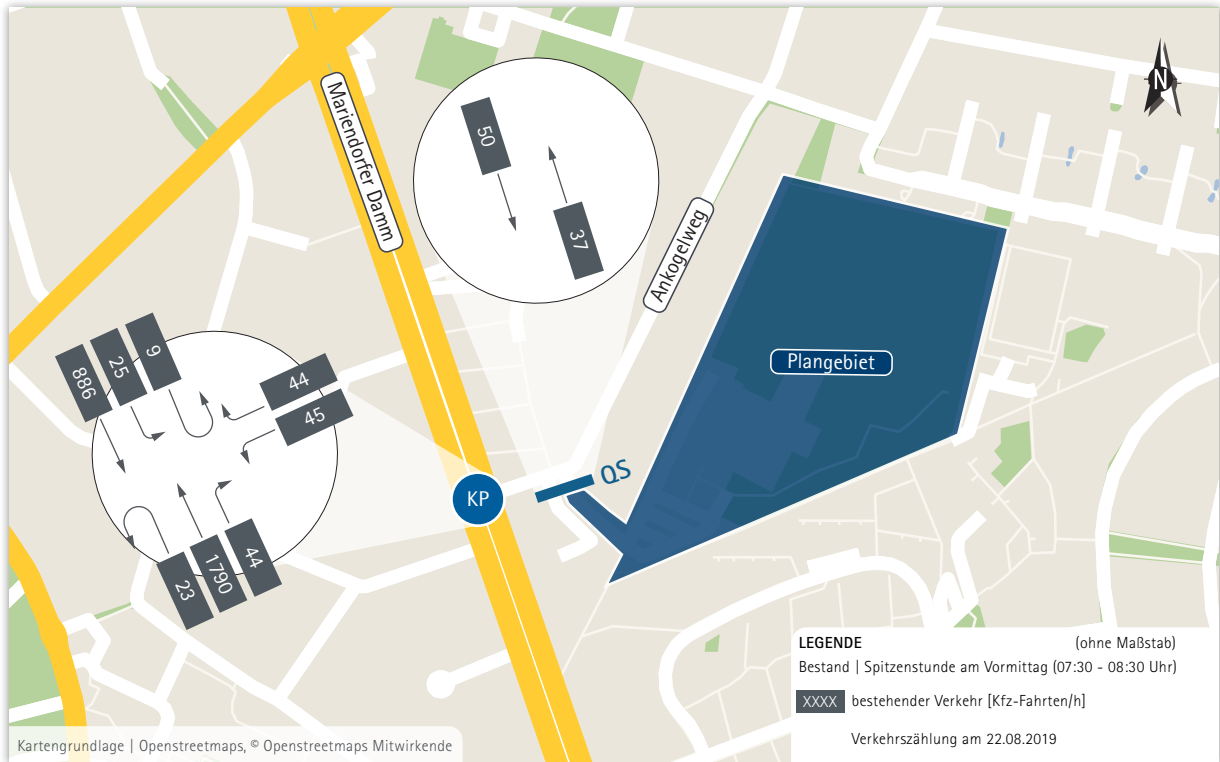 Mariendorfer Damm
N
50
37
Ankogelweg
Plangebiet
886
25
9
44
45
23
1790
44
KP
QS
LEGENDE
(ohne Maßstab)
Bestand | Spitzenstunde am Vormittag (07:30 - 08:30 Uhr)
XXXX bestehender Verkehr [Kfz-Fahrten/h]
Verkehrszählung am 22.08.2019
Kartengrundlage | Openstreetmaps, © Openstreetmaps Mitwirkende